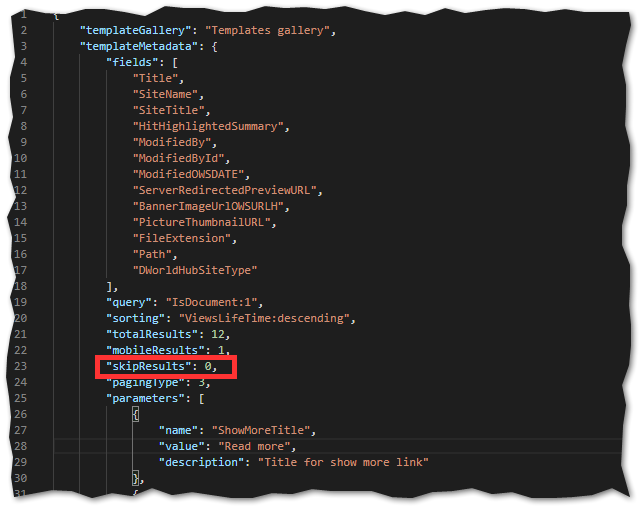 1 {
2 "templateGallery": "Templates gallery",
3 "templateMetadata": {
4 "fields": [
5 "Title",
6 "SiteName",
7 "SiteTitle",
8 "HitHighlightedSummary",
9 "ModifiedBy",
10 "ModifiedById",
11 "ModifiedOWSDATE",
12 "ServerRedirectedPreviewURL",
13 "BannerImageUrlOWSURLH",
14 "PictureThumbnailURL",
15 "FileExtension",
16 "Path",
17 "DWorldHubSiteType"
18 ],
19 "query": "IsDocument:1",
20 "sorting": "ViewsLifeTime:descending",
21 "totalResults": 12,
22 "mobileResults": 1,
23 "skipResults": 0,
24 "pagingType": 3,
25 "parameters": [
26 {
27 "name": "ShowMoreTitle",
28 "value": "Read more",
29 "description": "Title for show more link"
30 },
31 {